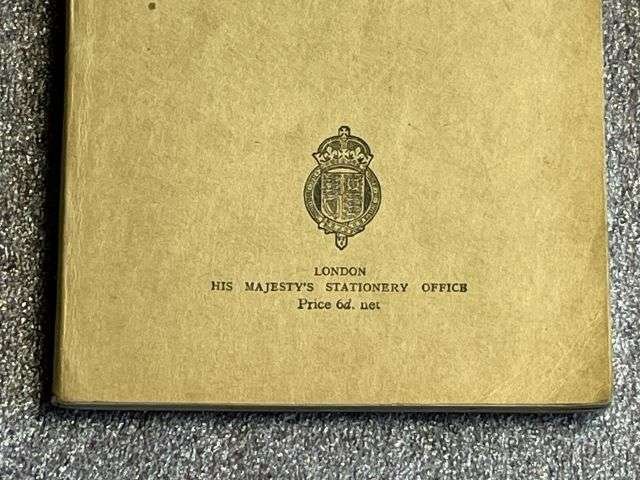 LONDON
HIS MAJESTY'S STATIONERY OFFICE
Price 6d. net